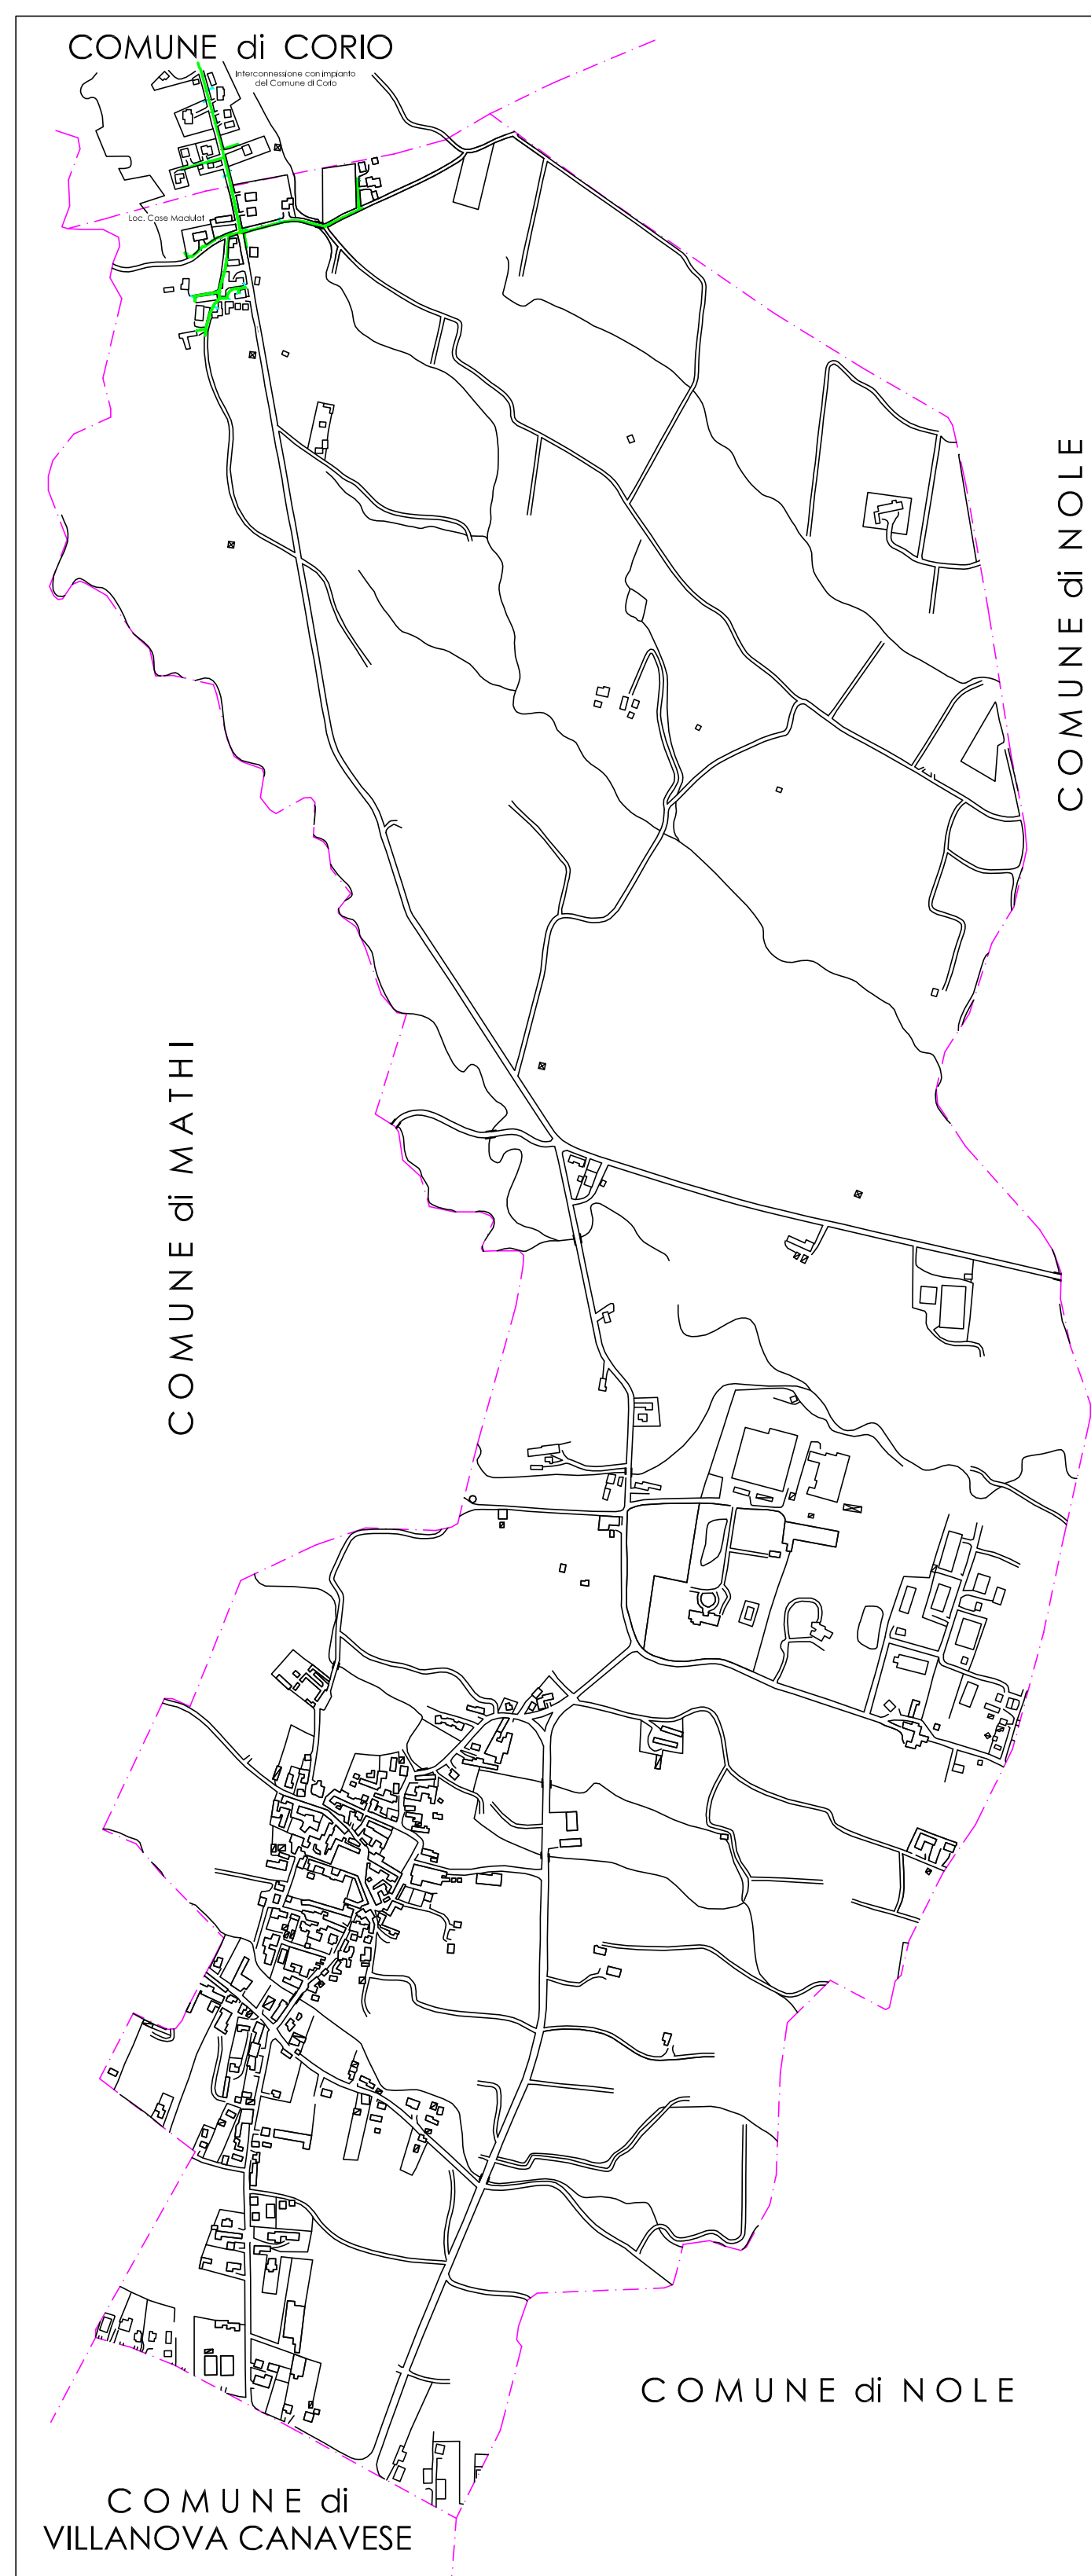 COMUNE di CORIO
Interconnessione con impianto
del Comune di Corio
Loc. Case Madulat
COMUNE di NOLE
COMUNE di MATHI
COMUNE di NOLE
COMUNE di
VILLANOVA CANAVESE